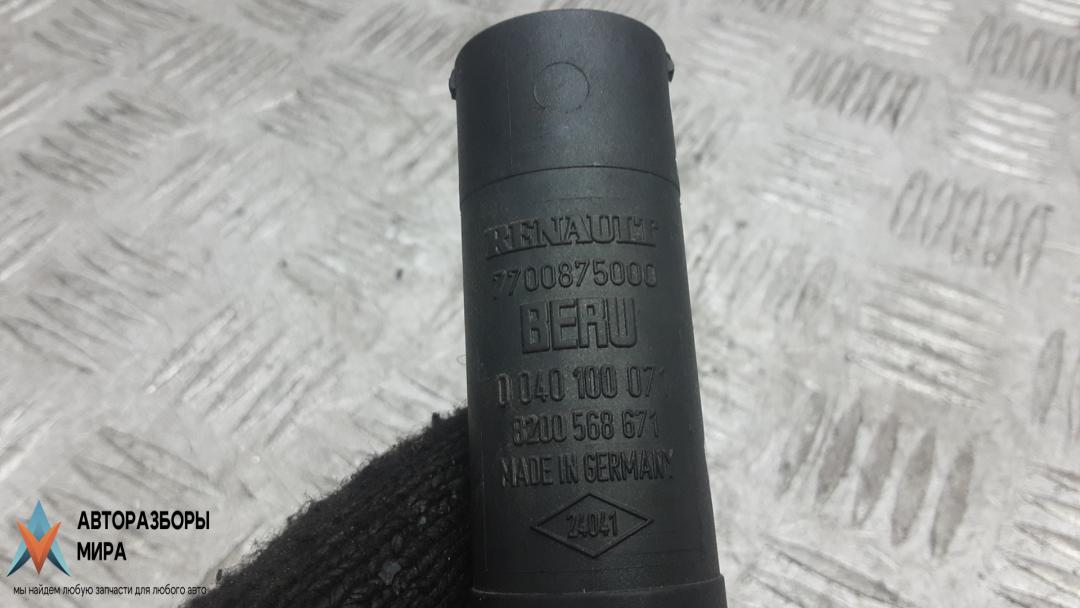 RENAULT
7700875000
BERU
0 040 100 071
8200 568 671
MADE IN GERMANY
24041
АВТОРАЗБОРЫ
МИРА
мы найдем любую запчасти для любого авто